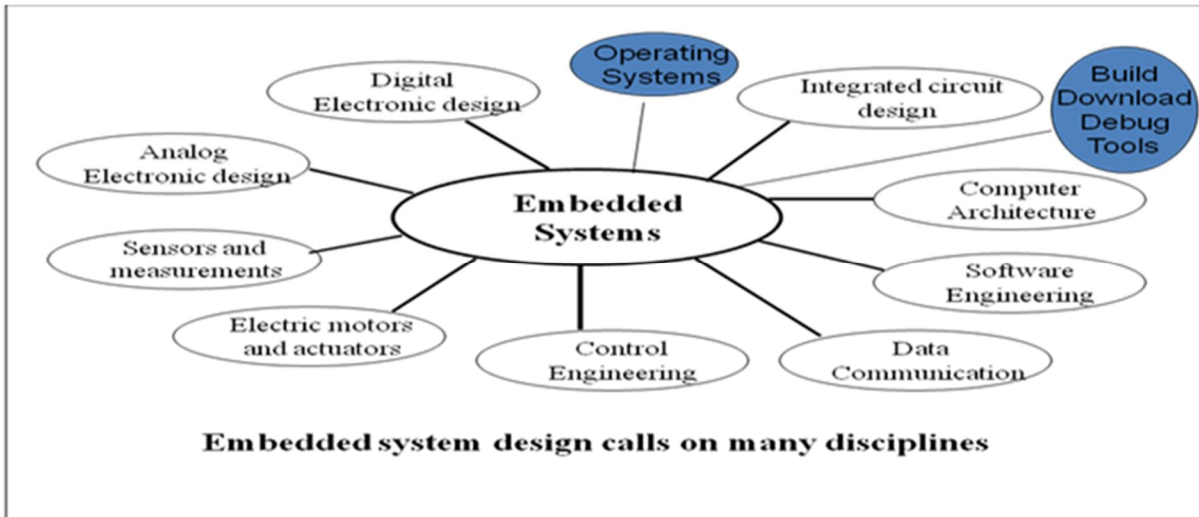 Operating
Systems
Build
Download
Debug
Tools
Digital
Electronic design
Integrated circuit
design
Analog
Electronic design
Computer
Architecture
Embedded
Systems
Sensors and
measurements
Software
Engineering
Electric motors
and actuators
Control
Engineering
Data
Communication
Embedded system design calls on many disciplines